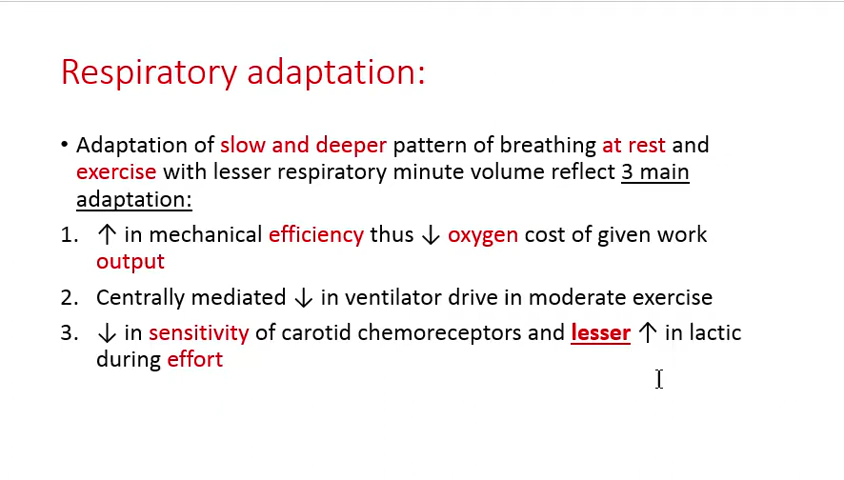 Respiratory adaptation:
• Adaptation of slow and deeper pattern of breathing at rest and
exercise with lesser respiratory minute volume reflect 3 main
adaptation:
1. ↑ in mechanical efficiency thus ↓ oxygen cost of given work
output
2. Centrally mediated ↓ in ventilator drive in moderate exercise
3. ↓ in sensitivity of carotid chemoreceptors and lesser ↑ in lactic
during effort